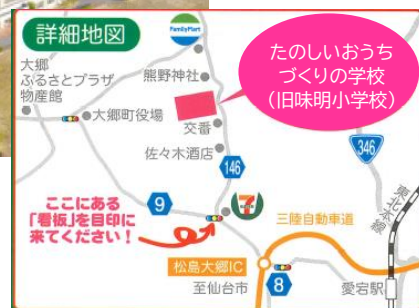 詳細地図
FamilyMart
たのしいおうち
づくりの学校
(旧味明小学校)
大郷
ふるさとプラザ
物産館
熊野神社
大郷町役場
交番
佐々木酒店
146
346
ここにある
「看板」を目印に
来てください!
9
7
ELEVEN
三陸自動車道
東北本線
松島大郷IC
至仙台市
8
愛宕駅